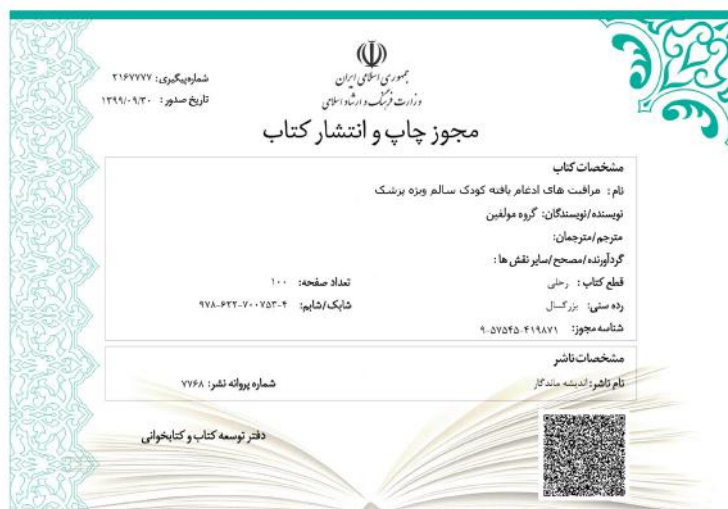 جمهوری اسلامی ایران
وزارت فرهنگ و ارشاد اسلامی
شماره‌پیگیری: ۲۱۶۷۷۷۷
تاریخ صدور: ۱۳۹۹/۰۹/۳۰
مجوز چاپ و انتشار کتاب
مشخصات کتاب
نام: مراقبت های ادغام یافته کودک سالم ویژه پزشک
نویسنده/نویسندگان: گروه مولفین
مترجم/مترجمان:
گردآورنده/مصحح/سایر نقش ها:
قطع کتاب: رحلی تعداد صفحه: ۱۰۰
رده سنی: بزرگسال شابک/شاپم: ۹۷۸-۶۲۲-۷۰۰۷۵۳-۴
شناسه مجوز: ۹-۵۷۵۴۵-۴۱۹۸۷۱
مشخصات ناشر
نام ناشر: اندیشه ماندگار شماره پروانه نشر: ۷۷۶۸
دفتر توسعه کتاب و کتابخوانی